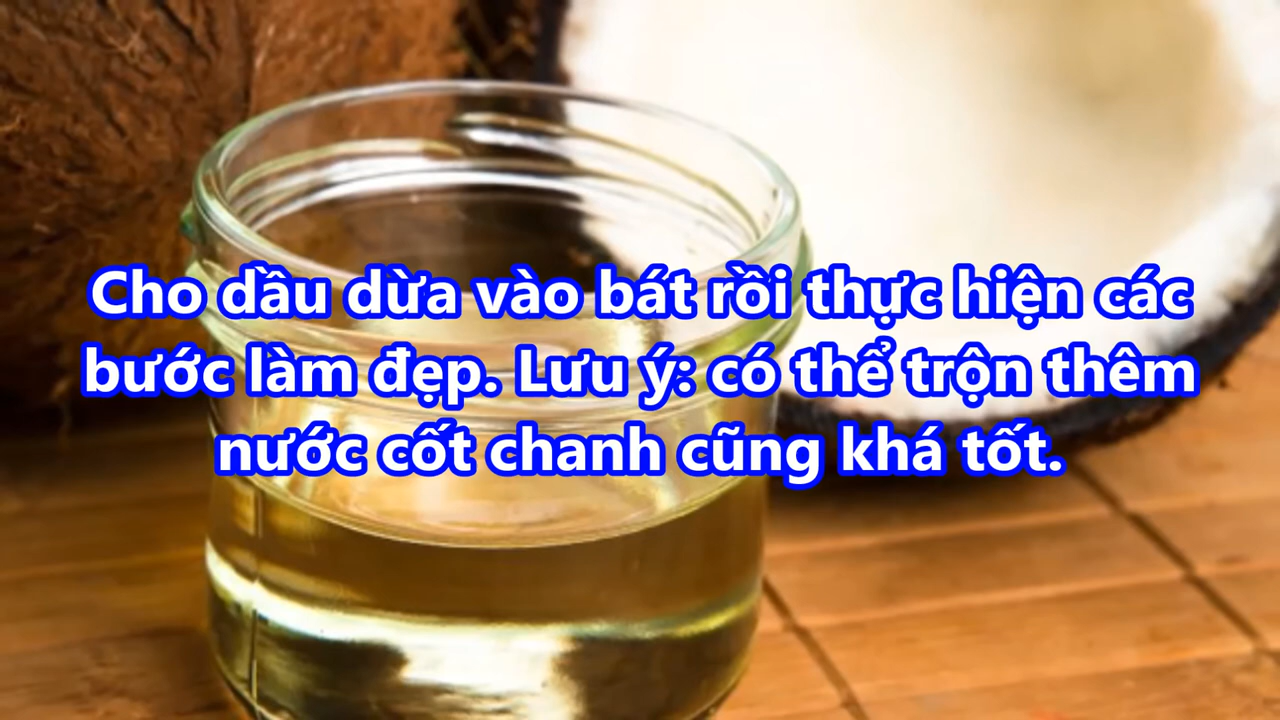 Cho dầu dừa vào bát rồi thực hiện các
bước làm đẹp. Lưu ý: có thể trộn thêm
nước cốt chanh cũng khá tốt.